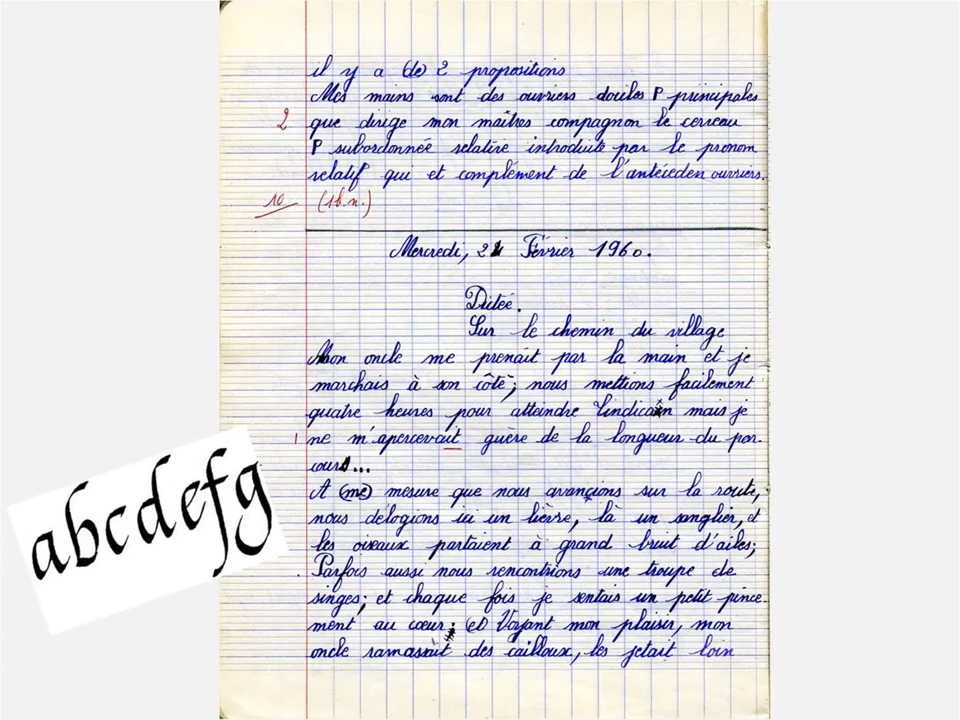 il y a (de) 2 propositions
Mes mains sont des ouvriers dociles P principales
2 que dirige mon maîtres compagnon le cerveau
P subordonnée relative introduite par le pronom
relatif qui et complément de l'antéceden ouvriers.
10 (tb.n.)
Mercredi, 24 Février 1960.
Dictée.
Sur le chemin du village
Mon oncle me prenait par la main et je
marchais à son côté; nous mettions facilement
quatre heures pour atteindre mais je
1 ne m'apercevait guère de la longueur du par-
cours...
A (me) mesure que nous avancions sur la route,
nous délogions ici un lièvre, là un sanglier, et
les oiseaux partaient à grand bruit d'ailes;
Parfois aussi nous rencontrions une troupe de
singes; et chaque fois je sentais un petit pince-
ment au cœur; (et) Voyant mon plaisir, mon
oncle ramassait des cailloux, les jetait loin
abcdefg